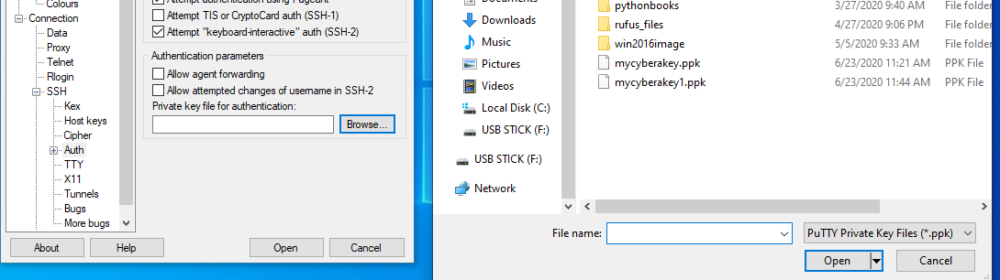 Colours
Connection
Data
Proxy
Telnet
Rlogin
SSH
Kex
Host keys
Cipher
Auth
TTY
X11
Tunnels
Bugs
More bugs
Attempt authentication using Pageant
Attempt TIS or CryptoCard auth (SSH-1)
Attempt "keyboard-interactive" auth (SSH-2)
Authentication parameters
Allow agent forwarding
Allow attempted changes of username in SSH-2
Private key file for authentication:
Browse...
About
Help
Open
Cancel
Documents
Downloads
Music
Pictures
Videos
Local Disk (C:)
USB STICK (F:)
USB STICK (F:)
Network
pythonbooks 3/27/2020 9:40 AM File folder
rufus_files 4/27/2020 9:06 PM File folder
win2016image 5/5/2020 9:33 AM File folder
mycyberakey.ppk 6/23/2020 11:21 AM PPK File
mycyberakey1.ppk 6/23/2020 11:44 AM PPK File
File name:
PuTTY Private Key Files (*.ppk)
Open
Cancel